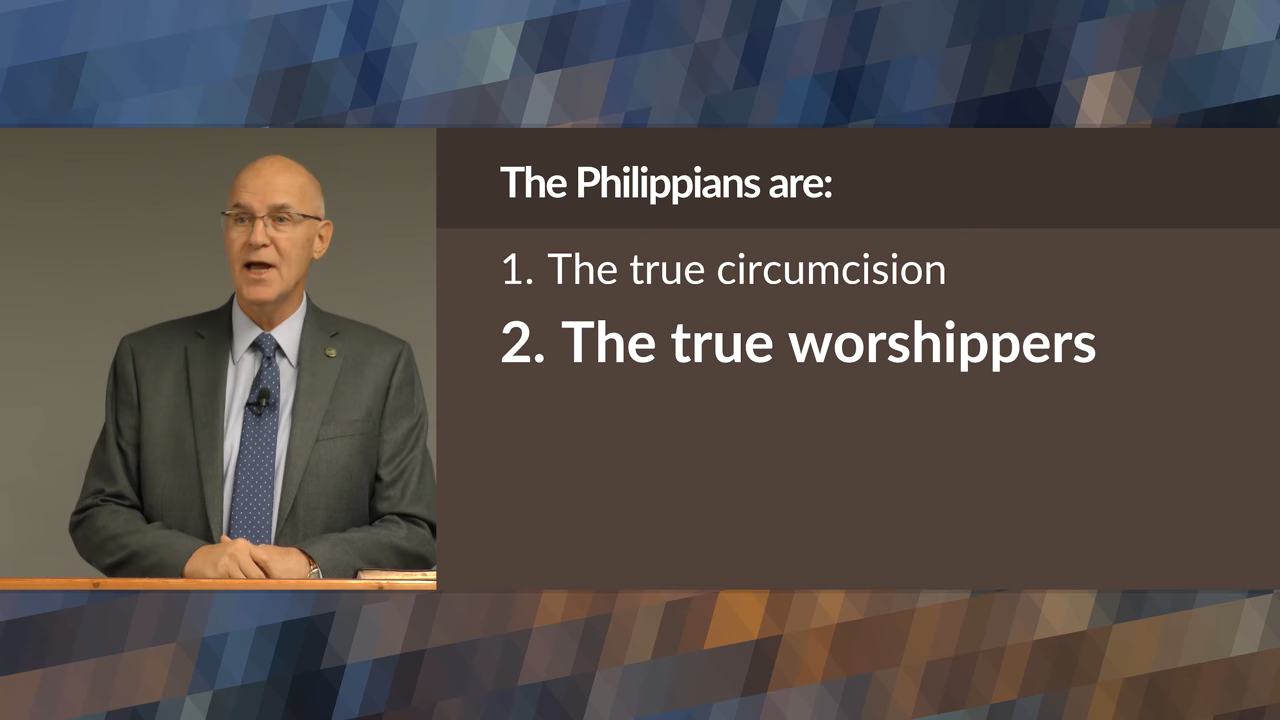 The Philippians are:
1. The true circumcision
2. The true worshippers